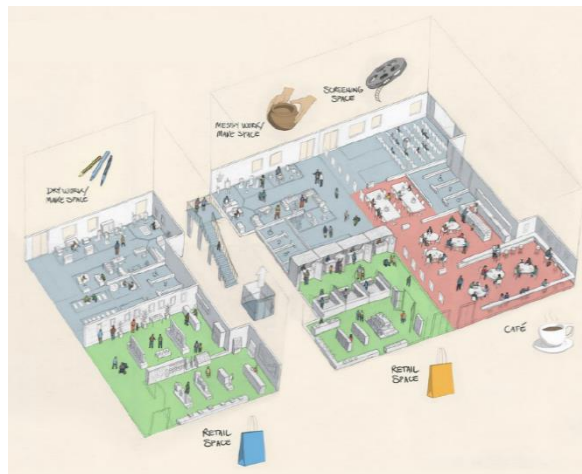 SCREENING
SPACE
MESSY WORK/
MAKE SPACE
DRY WORK/
MAKE SPACE
CAFÉ
RETAIL
SPACE
RETAIL
SPACE